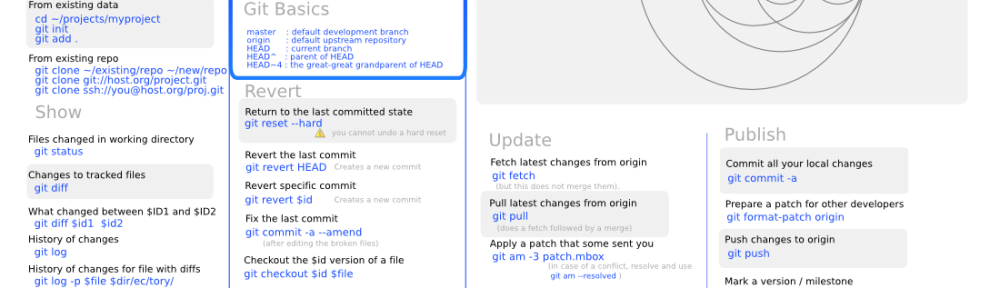 From existing data
cd ~/projects/myproject
git init
git add .
From existing repo
git clone ~/existing/repo ~/new/repo
git clone git://host.org/project.git
git clone ssh://you@host.org/proj.git
Show
Files changed in working directory
git status
Changes to tracked files
git diff
What changed between $ID1 and $ID2
git diff $id1 $id2
History of changes
git log
History of changes for file with diffs
git log -p $file $dir/ec/tory/
Git Basics
master : default development branch
origin : default upstream repository
HEAD : current branch
HEAD^ : parent of HEAD
HEAD~4 : the great-great grandparent of HEAD
Revert
Return to the last committed state
git reset --hard
you cannot undo a hard reset
Revert the last commit
git revert HEAD Creates a new commit
Revert specific commit
git revert $id Creates a new commit
Fix the last commit
git commit -a --amend
(after editing the broken files)
Checkout the $id version of a file
git checkout $id $file
Update
Fetch latest changes from origin
git fetch
(but this does not merge them).
Pull latest changes from origin
git pull
(does a fetch followed by a merge)
Apply a patch that some sent you
git am -3 patch.mbox
(in case of a conflict, resolve and use
git am --resolved )
Publish
Commit all your local changes
git commit -a
Prepare a patch for other developers
git format-patch origin
Push changes to origin
git push
Mark a version / milestone